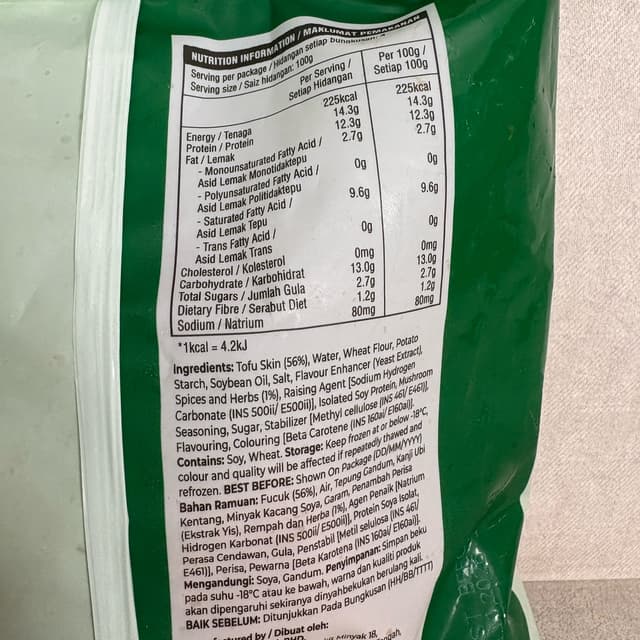 NUTRITION INFORMATION / MAKLUMAT PEMAKANAN
Serving per package / Hidangan setiap bungkusan:
Serving size / Saiz hidangan: 100g
Per Serving / Setiap Hidangan
Per 100g / Setiap 100g
Energy / Tenaga 225kcal 225kcal
Protein / Protein 14.3g 14.3g
Fat / Lemak 12.3g 12.3g
- Monounsaturated Fatty Acid / 2.7g 2.7g
Asid Lemak Monotidaktepu
- Polyunsaturated Fatty Acid / 0g 0g
Asid Lemak Politidaktepu
- Saturated Fatty Acid / 9.6g 9.6g
Asid Lemak Tepu
- Trans Fatty Acid / 0g 0g
Asid Lemak Trans
Cholesterol / Kolesterol 0mg 0mg
Carbohydrate / Karbohidrat 13.0g 13.0g
Total Sugars / Jumlah Gula 2.7g 2.7g
Dietary Fibre / Serabut Diet 1.2g 1.2g
Sodium / Natrium 80mg 80mg
*1kcal = 4.2kJ
Ingredients: Tofu Skin (56%), Water, Wheat Flour, Potato
Starch, Soybean Oil, Salt, Flavour Enhancer (Yeast Extract),
Spices and Herbs (1%), Raising Agent [Sodium Hydrogen
Carbonate (INS 500ii/ E500ii)], Isolated Soy Protein, Mushroom
Seasoning, Sugar, Stabilizer [Methyl cellulose (INS 461/ E461)],
Flavouring, Colouring [Beta Carotene (INS 160ai/ E160ai)].
Contains: Soy, Wheat. Storage: Keep frozen at or below -18°C,
colour and quality will be affected if repeatedly thawed and
refrozen. BEST BEFORE: Shown On Package (DD/MM/YYYY)
Bahan Ramuan: Fucuk (56%), Air, Tepung Gandum, Kanji Ubi
Kentang, Minyak Kacang Soya, Garam, Penambah Perisa
(Ekstrak Yis), Rempah dan Herba (1%), Agen Penaik [Natrium
Hidrogen Karbonat (INS 500ii/ E500ii)], Protein Soya Isolat,
Perasa Cendawan, Gula, Penstabil [Metil selulosa (INS 461/
E461)], Perisa, Pewarna [Beta Karotena (INS 160ai/ E160ai)].
Mengandungi: Soya, Gandum. Penyimpanan: Simpan beku
pada suhu -18°C atau ke bawah, warna dan kualiti produk
akan dipengaruhi sekiranya dinyahbekukan berulang kali.
BAIK SEBELUM: Ditunjukkan Pada Bungkusan (HH/BB/TTTT)
by / Dibuat oleh:
Minyak 18,